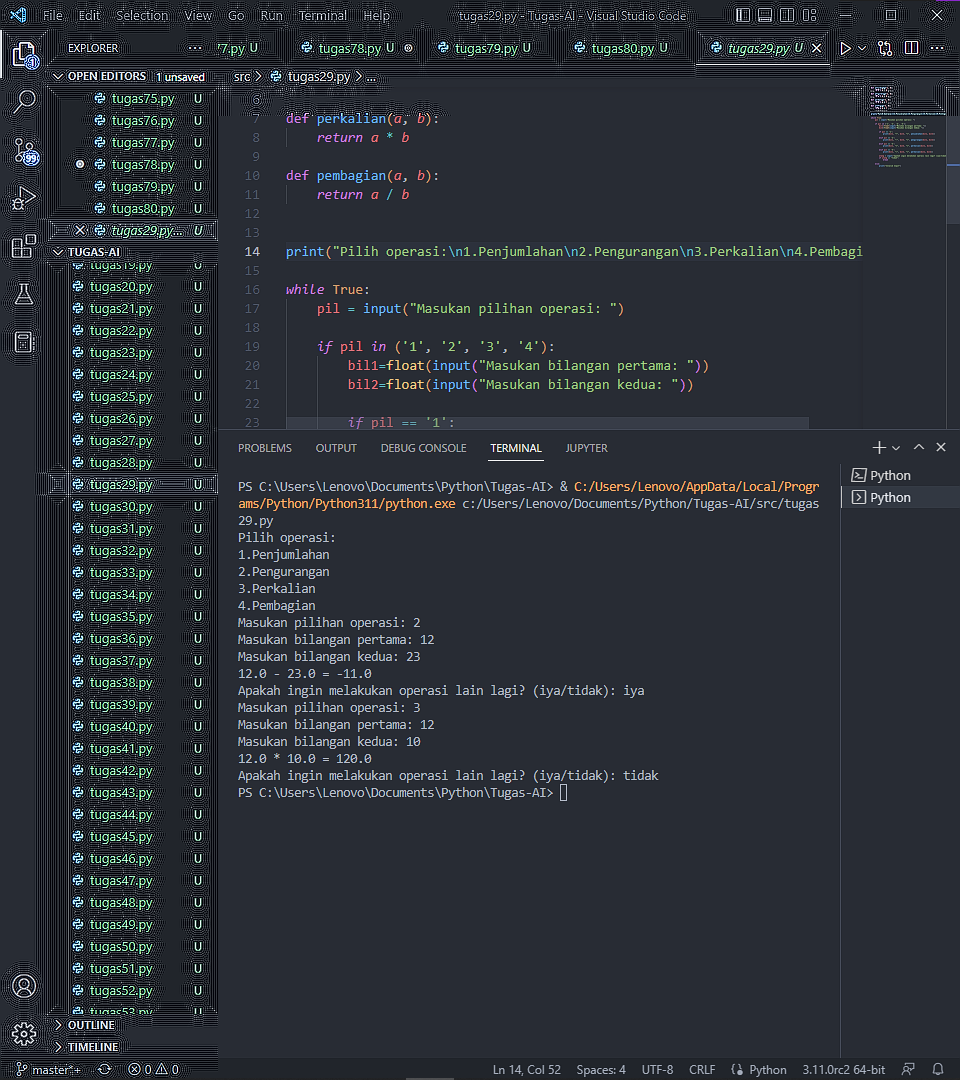 File Edit Selection View Go Run Terminal Help tugas29.py - Tugas-AI - Visual Studio Code
EXPLORER ... 77.py U tugas78.py U tugas79.py U tugas80.py U tugas29.py U
OPEN EDITORS 1 unsaved
src > tugas29.py > ...
tugas75.py U
tugas76.py U
tugas77.py U
tugas78.py U
tugas79.py U
tugas80.py U
tugas29.py... U
TUGAS-AI
tugas19.py U
tugas20.py U
tugas21.py U
tugas22.py U
tugas23.py U
tugas24.py U
tugas25.py U
tugas26.py U
tugas27.py U
tugas28.py U
tugas29.py U
tugas30.py U
tugas31.py U
tugas32.py U
tugas33.py U
tugas34.py U
tugas35.py U
tugas36.py U
tugas37.py U
tugas38.py U
tugas39.py U
tugas40.py U
tugas41.py U
tugas42.py U
tugas43.py U
tugas44.py U
tugas45.py U
tugas46.py U
tugas47.py U
tugas48.py U
tugas49.py U
tugas50.py U
tugas51.py U
tugas52.py U
tugas53.py U
OUTLINE
TIMELINE
6
7 def perkalian(a, b):
8 return a * b
9
10 def pembagian(a, b):
11 return a / b
12
13
14 print("Pilih operasi:\n1.Penjumlahan\n2.Pengurangan\n3.Perkalian\n4.Pembagi
15
16 while True:
17 pil = input("Masukan pilihan operasi: ")
18
19 if pil in ('1', '2', '3', '4'):
20 bil1=float(input("Masukan bilangan pertama: "))
21 bil2=float(input("Masukan bilangan kedua: "))
22
23 if pil == '1':
PROBLEMS OUTPUT DEBUG CONSOLE TERMINAL JUPYTER
Python
Python
PS C:\Users\Lenovo\Documents\Python\Tugas-AI> & C:/Users/Lenovo/AppData/Local/Progr
ams/Python/Python311/python.exe c:/Users/Lenovo/Documents/Python/Tugas-AI/src/tugas
29.py
Pilih operasi:
1.Penjumlahan
2.Pengurangan
3.Perkalian
4.Pembagian
Masukan pilihan operasi: 2
Masukan bilangan pertama: 12
Masukan bilangan kedua: 23
12.0 - 23.0 = -11.0
Apakah ingin melakukan operasi lain lagi? (iya/tidak): iya
Masukan pilihan operasi: 3
Masukan bilangan pertama: 12
Masukan bilangan kedua: 10
12.0 * 10.0 = 120.0
Apakah ingin melakukan operasi lain lagi? (iya/tidak): tidak
PS C:\Users\Lenovo\Documents\Python\Tugas-AI>
1
99
master*+ 0 0 Ln 14, Col 52 Spaces: 4 UTF-8 CRLF Python 3.11.0rc2 64-bit